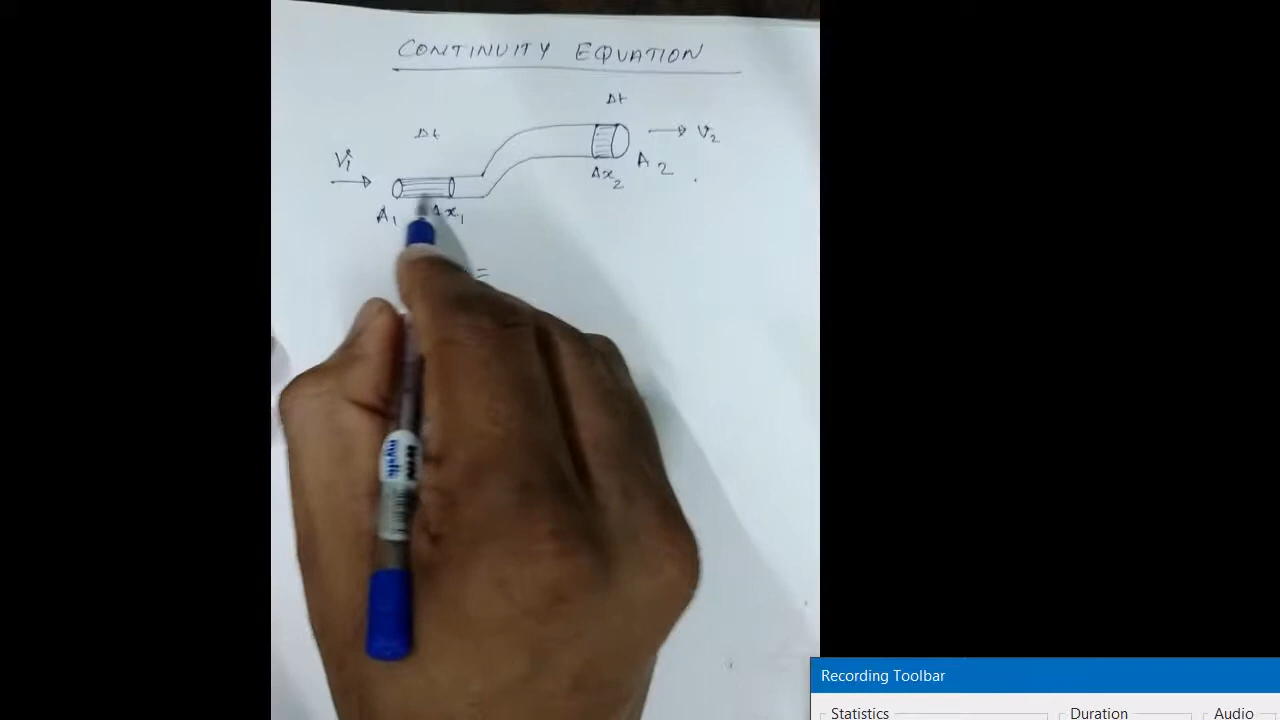 CONTINUITY EQUATION
Δt
Δt
V₁
V₂
A₂
Δx₂
A₁ Δx₁
=
Recording Toolbar
Statistics Duration Audio